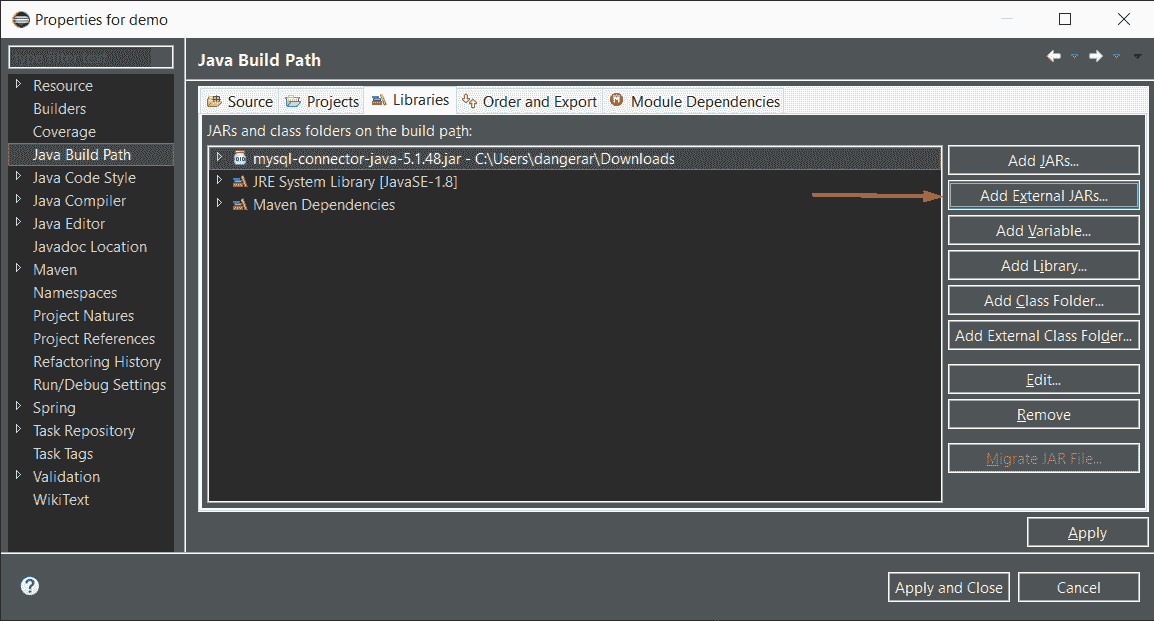 Properties for demo
type filter text
Java Build Path
Resource
Builders
Coverage
Java Build Path
Java Code Style
Java Compiler
Java Editor
Javadoc Location
Maven
Namespaces
Project Natures
Project References
Refactoring History
Run/Debug Settings
Spring
Task Repository
Task Tags
Validation
WikiText
Source
Projects
Libraries
Order and Export
Module Dependencies
JARs and class folders on the build path:
mysql-connector-java-5.1.48.jar - C:\Users\dangerar\Downloads
JRE System Library [JavaSE-1.8]
Maven Dependencies
Add JARs...
Add External JARs...
Add Variable...
Add Library...
Add Class Folder...
Add External Class Folder...
Edit...
Remove
Migrate JAR File...
Apply
Apply and Close
Cancel